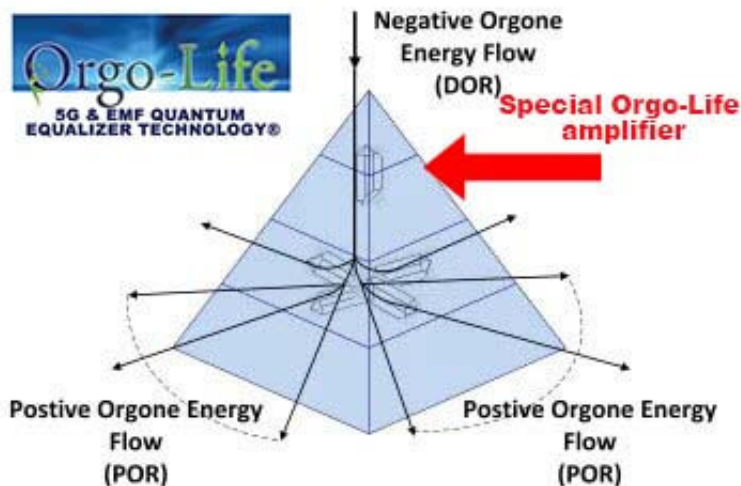 Orgo-Life
5G & EMF QUANTUM
EQUALIZER TECHNOLOGY®
Negative Orgone
Energy Flow
(DOR)
Special Orgo-Life
amplifier
Postive Orgone Energy
Flow
(POR)
Postive Orgone Energy
Flow
(POR)